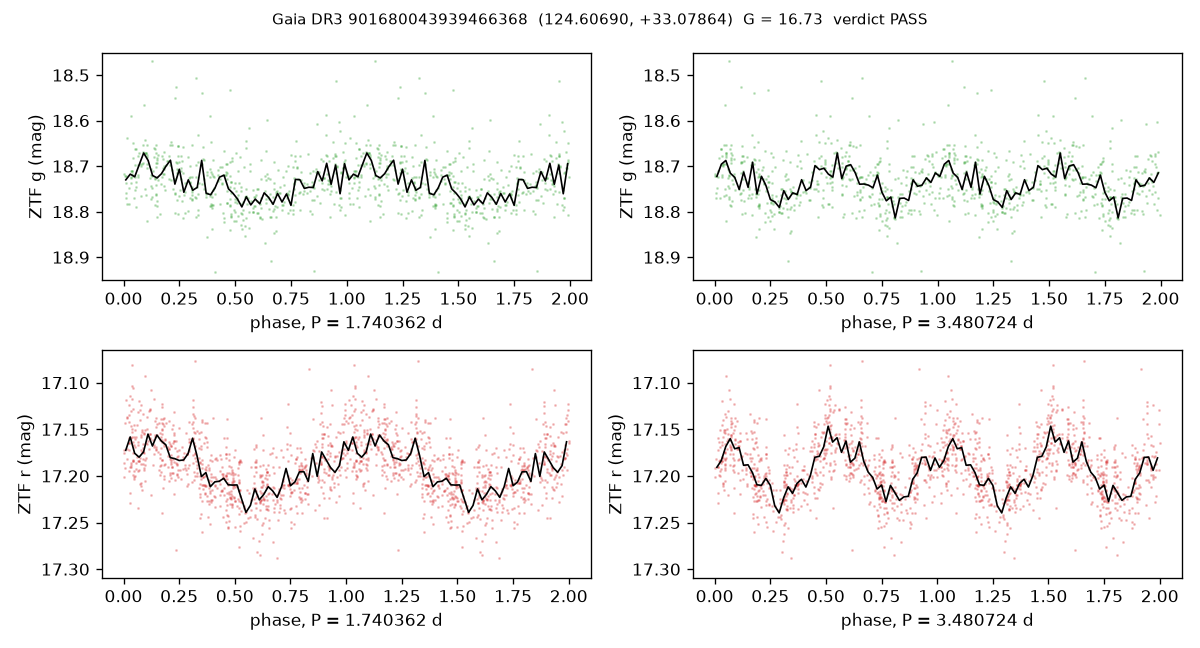 Gaia DR3 901680043939466368  (124.60690, +33.07864)  G = 16.73  verdict PASS
ZTF g (mag)
18.5
18.6
18.7
18.8
18.9
0.00 0.25 0.50 0.75 1.00 1.25 1.50 1.75 2.00
phase, P = 1.740362 d
ZTF g (mag)
18.5
18.6
18.7
18.8
18.9
0.00 0.25 0.50 0.75 1.00 1.25 1.50 1.75 2.00
phase, P = 3.480724 d
ZTF r (mag)
17.10
17.15
17.20
17.25
17.30
0.00 0.25 0.50 0.75 1.00 1.25 1.50 1.75 2.00
phase, P = 1.740362 d
ZTF r (mag)
17.10
17.15
17.20
17.25
17.30
0.00 0.25 0.50 0.75 1.00 1.25 1.50 1.75 2.00
phase, P = 3.480724 d